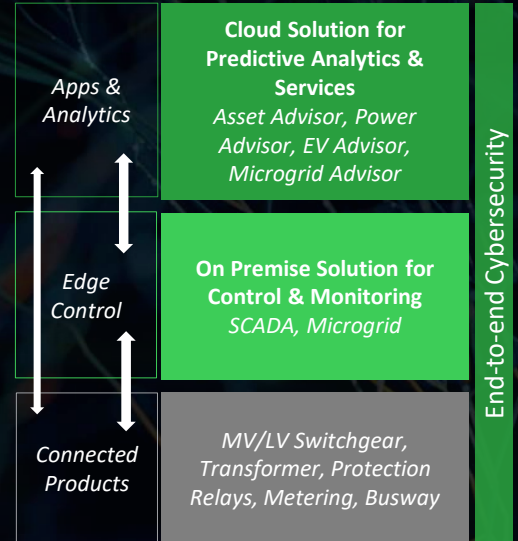 Apps &
Analytics
Cloud Solution for
Predictive Analytics &
Services
Asset Advisor, Power
Advisor, EV Advisor,
Microgrid Advisor
Edge
Control
On Premise Solution for
Control & Monitoring
SCADA, Microgrid
Connected
Products
MV/LV Switchgear,
Transformer, Protection
Relays, Metering, Busway
End-to-end Cybersecurity